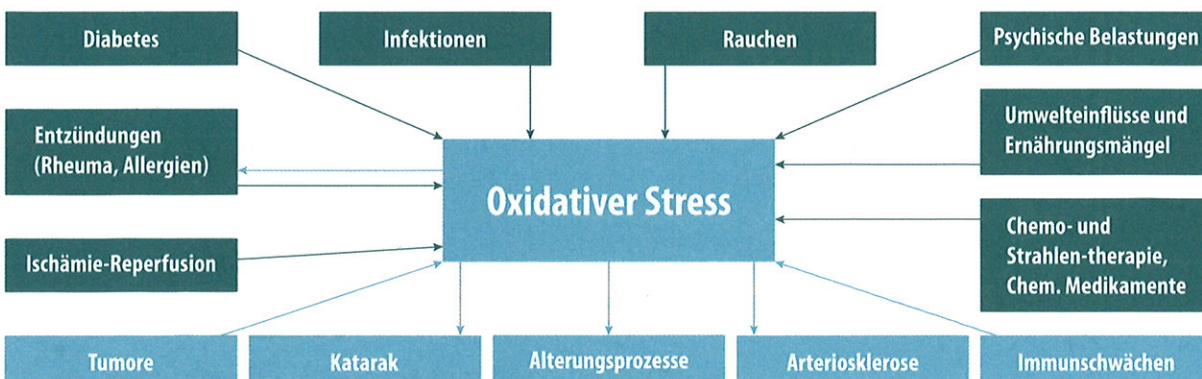 Diabetes
Infektionen
Rauchen
Psychische Belastungen
Entzündungen
(Rheuma, Allergien)
Umwelteinflüsse und
Ernährungsmängel
Oxidativer Stress
Ischämie-Reperfusion
Chemo- und
Strahlen-therapie,
Chem. Medikamente
Tumore
Katarak
Alterungsprozesse
Arteriosklerose
Immunschwächen